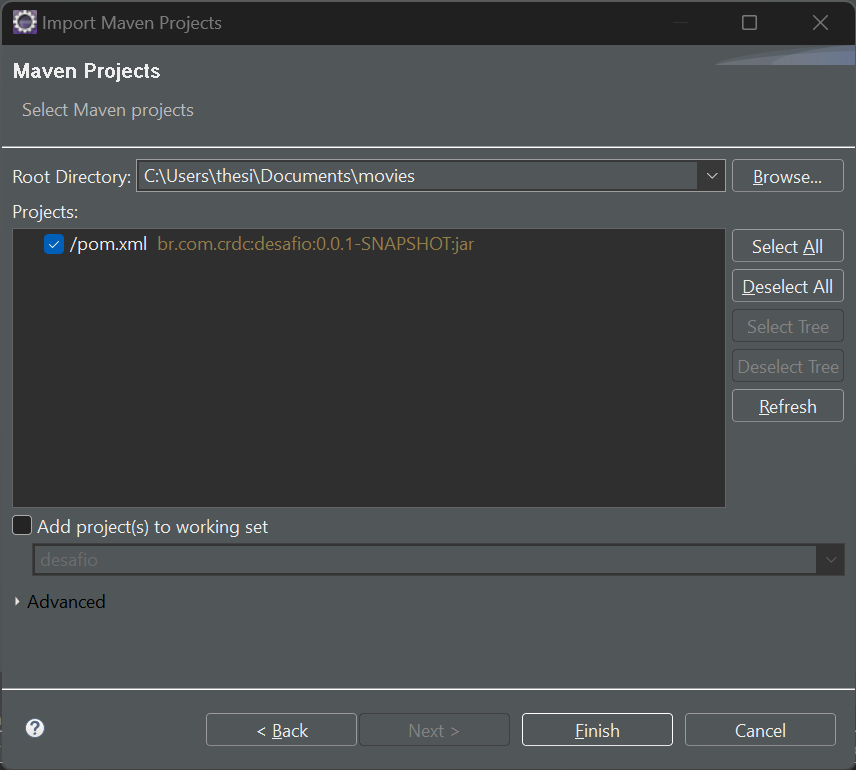 Import Maven Projects
Maven Projects
Select Maven projects
Root Directory: C:\Users\thesi\Documents\movies Browse...
Projects:
/pom.xml br.com.crdc:desafio:0.0.1-SNAPSHOT:jar
Select All
Deselect All
Select Tree
Deselect Tree
Refresh
Add project(s) to working set
desafio
Advanced
? < Back Next > Finish Cancel